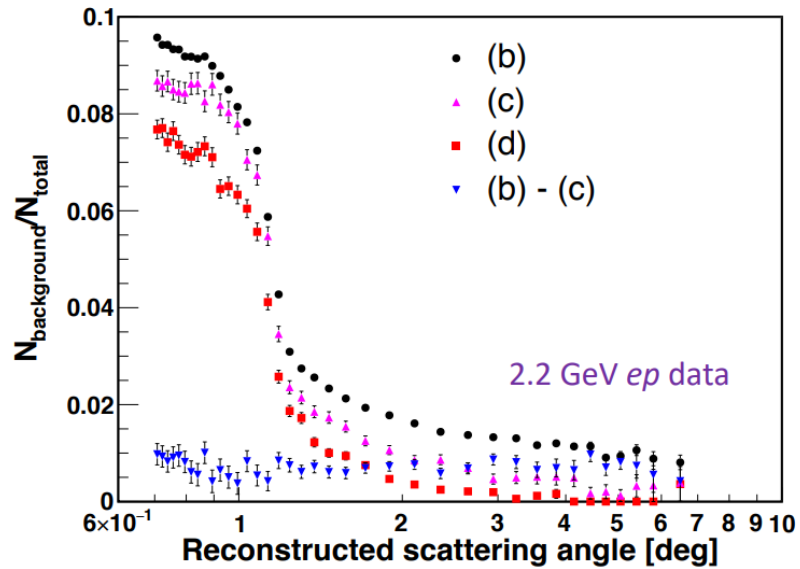 0.1
0.08
0.06
0.04
0.02
0
N_background/N_total
(b)
(c)
(d)
(b) - (c)
2.2 GeV ep data
6×10⁻¹ 1 2 3 4 5 6 7 8 9 10
Reconstructed scattering angle [deg]